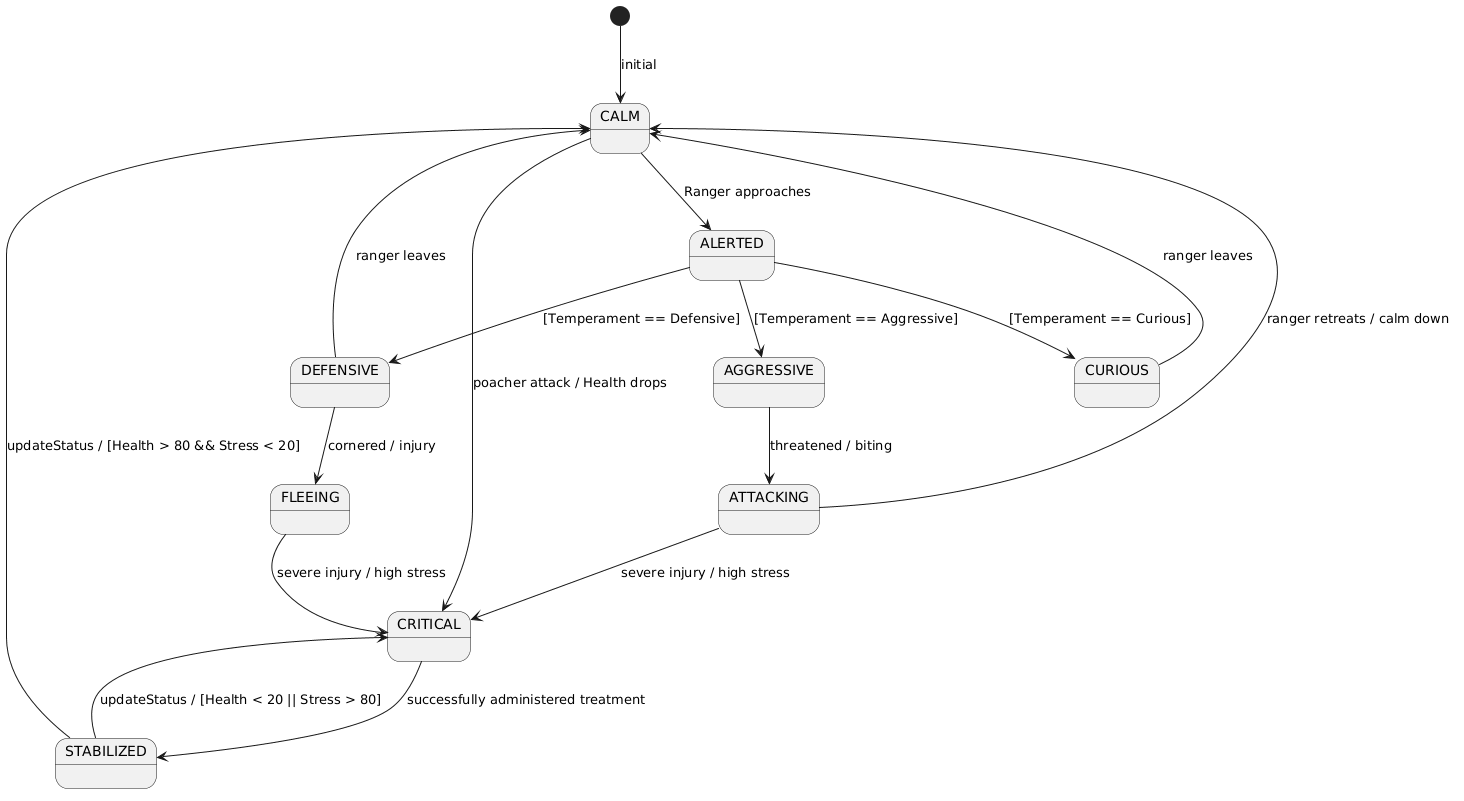 initial
CALM
Ranger approaches
ALERTED
ranger leaves
ranger leaves
[Temperament == Defensive]
[Temperament == Aggressive]
[Temperament == Curious]
ranger retreats / calm down
DEFENSIVE
AGGRESSIVE
CURIOUS
poacher attack / Health drops
updateStatus / [Health > 80 && Stress < 20]
cornered / injury
threatened / biting
FLEEING
ATTACKING
severe injury / high stress
severe injury / high stress
CRITICAL
updateStatus / [Health < 20 || Stress > 80]
successfully administered treatment
STABILIZED